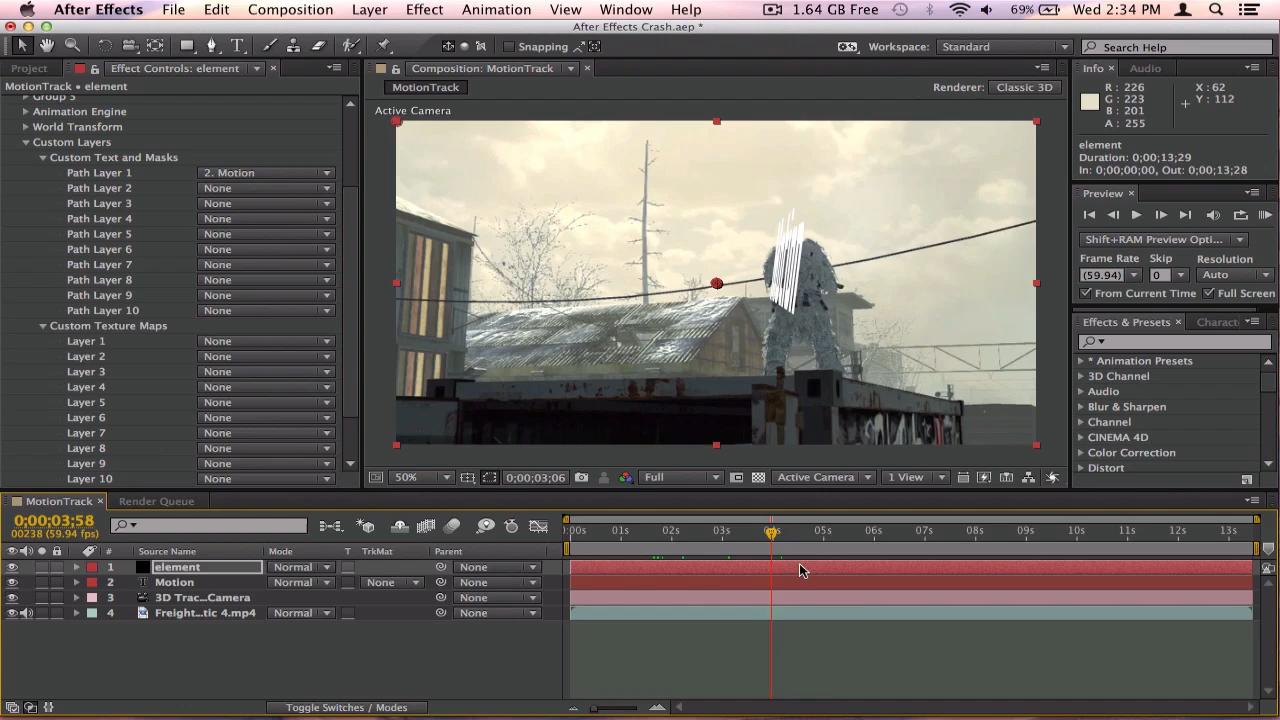 After Effects File Edit Composition Layer Effect Animation View Window Help 1.64 GB Free 69% Wed 2:34 PM
After Effects Crash.aep *
Snapping Workspace: Standard Search Help
Project Effect Controls: element Composition: MotionTrack Info Audio
MotionTrack • element
MotionTrack Renderer: Classic 3D
Group 5
Animation Engine
World Transform
Custom Layers
Custom Text and Masks
Path Layer 1 2. Motion
Path Layer 2 None
Path Layer 3 None
Path Layer 4 None
Path Layer 5 None
Path Layer 6 None
Path Layer 7 None
Path Layer 8 None
Path Layer 9 None
Path Layer 10 None
Custom Texture Maps
Layer 1 None
Layer 2 None
Layer 3 None
Layer 4 None
Layer 5 None
Layer 6 None
Layer 7 None
Layer 8 None
Layer 9 None
Layer 10 None
Active Camera
50% 0;00;03;06 Full Active Camera 1 View
R: 226 X: 62
G: 223 Y: 112
B: 201
A: 255
element
Duration: 0;00;13;29
In: 0;00;00;00, Out: 0;00;13;28
Preview
Shift+RAM Preview Opti...
Frame Rate Skip Resolution
(59.94) 0 Auto
From Current Time Full Screen
Effects & Presets Charact
* Animation Presets
3D Channel
Audio
Blur & Sharpen
Channel
CINEMA 4D
Color Correction
Distort
MotionTrack Render Queue
0;00;03;58
00238 (59.94 fps)
:00s 01s 02s 03s 05s 06s 07s 08s 09s 10s 11s 12s 13s
# Source Name Mode T TrkMat Parent
1 element Normal None
2 Motion Normal None None
3 3D Trac...Camera None
4 Freight...tic 4.mp4 Normal None
Toggle Switches / Modes